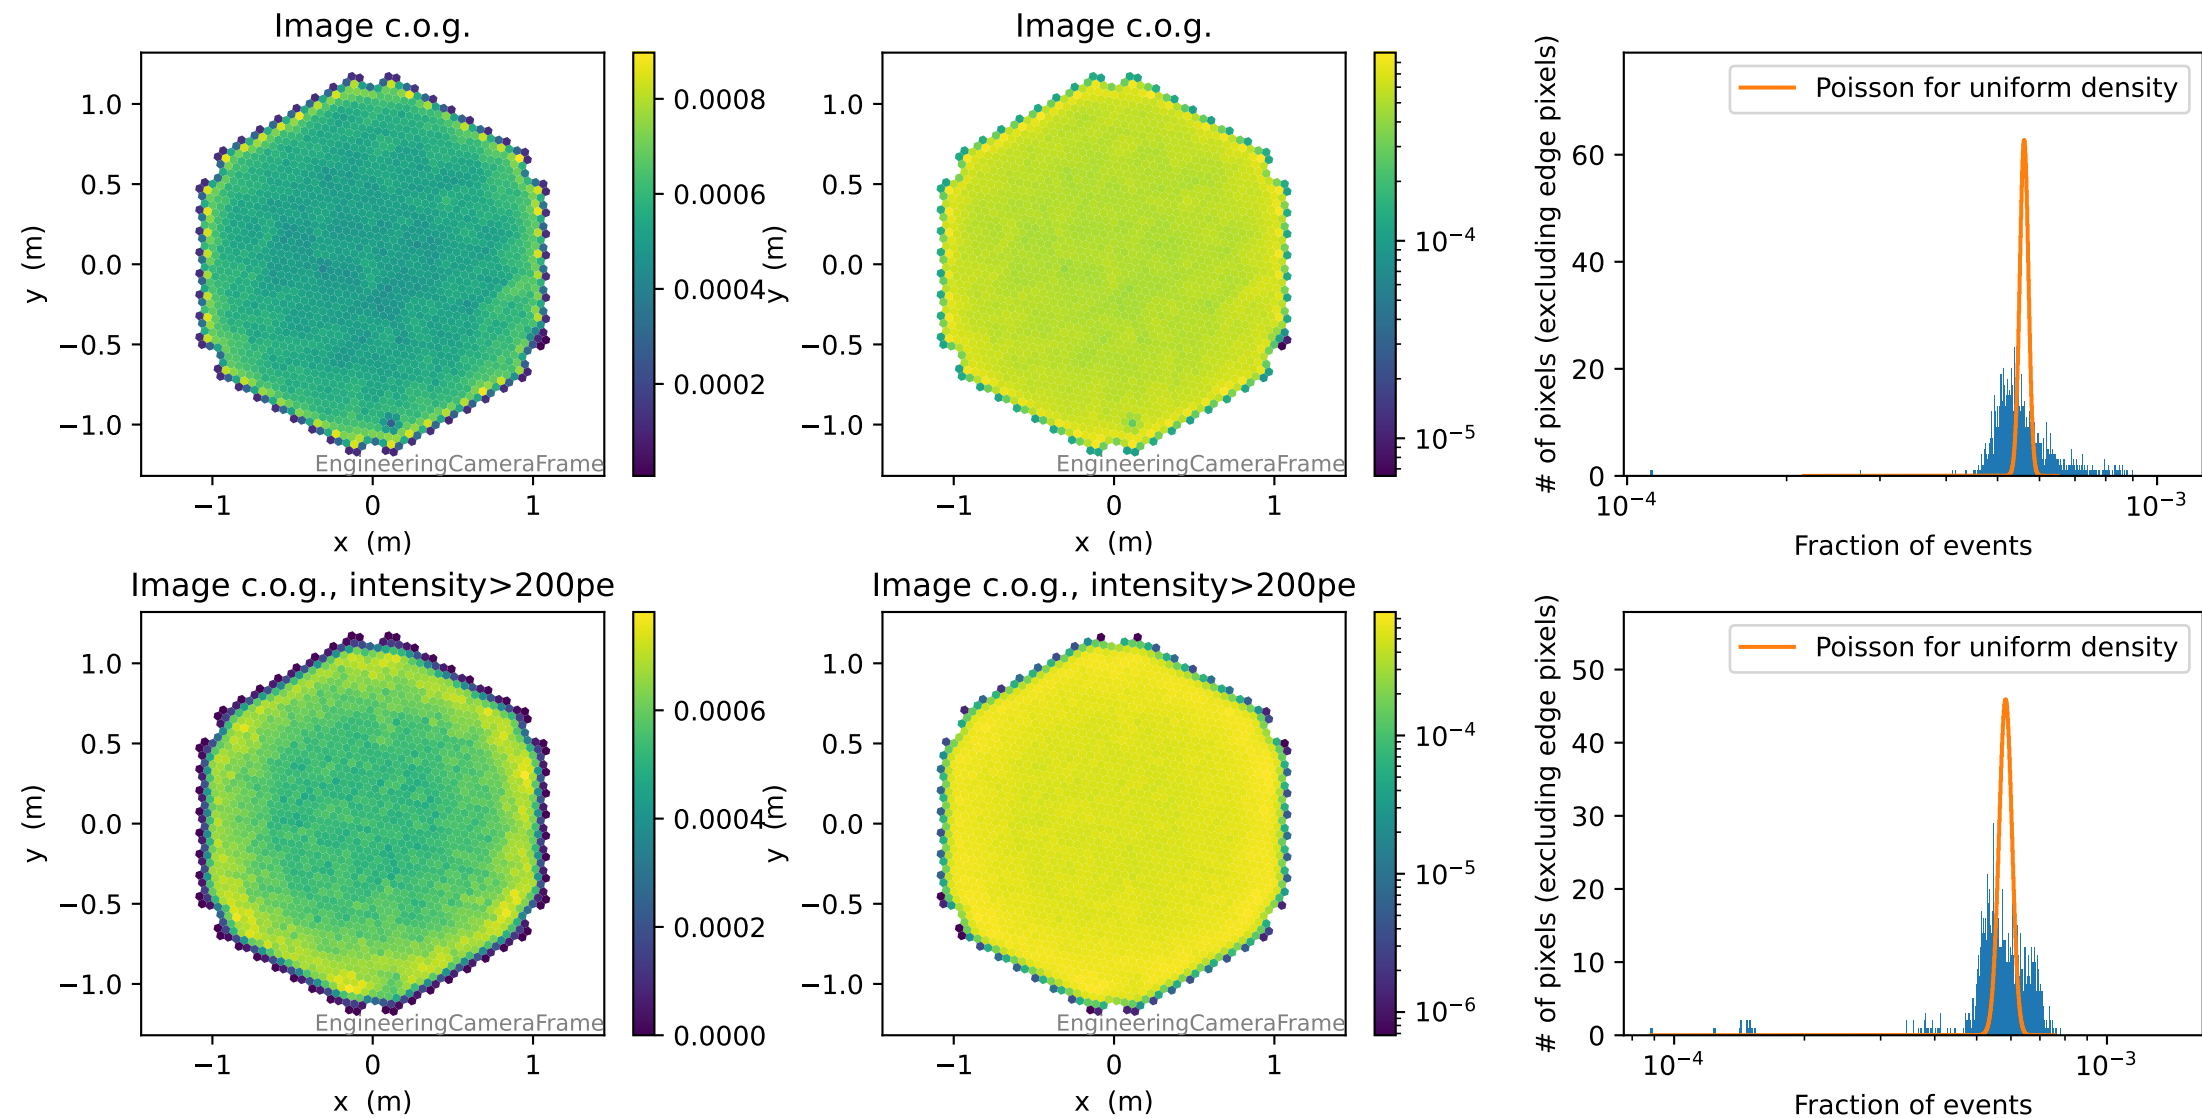 Image c.o.g.
1.0
0.5
0.0
−0.5
−1.0
y (m)
−1
0
1
x (m)
EngineeringCameraFrame
0.0008
0.0006
0.0004
0.0002
Image c.o.g.
1.0
0.5
0.0
−0.5
−1.0
y (m)
−1
0
1
x (m)
EngineeringCameraFrame
10⁻⁴
10⁻⁵
# of pixels (excluding edge pixels)
60
40
20
0
Poisson for uniform density
10⁻⁴
10⁻³
Fraction of events
Image c.o.g., intensity>200pe
1.0
0.5
0.0
−0.5
−1.0
y (m)
−1
0
1
x (m)
EngineeringCameraFrame
0.0006
0.0004
0.0002
0.0000
Image c.o.g., intensity>200pe
1.0
0.5
0.0
−0.5
−1.0
y (m)
−1
0
1
x (m)
EngineeringCameraFrame
10⁻⁴
10⁻⁵
10⁻⁶
# of pixels (excluding edge pixels)
50
40
30
20
10
0
Poisson for uniform density
10⁻⁴
10⁻³
Fraction of events